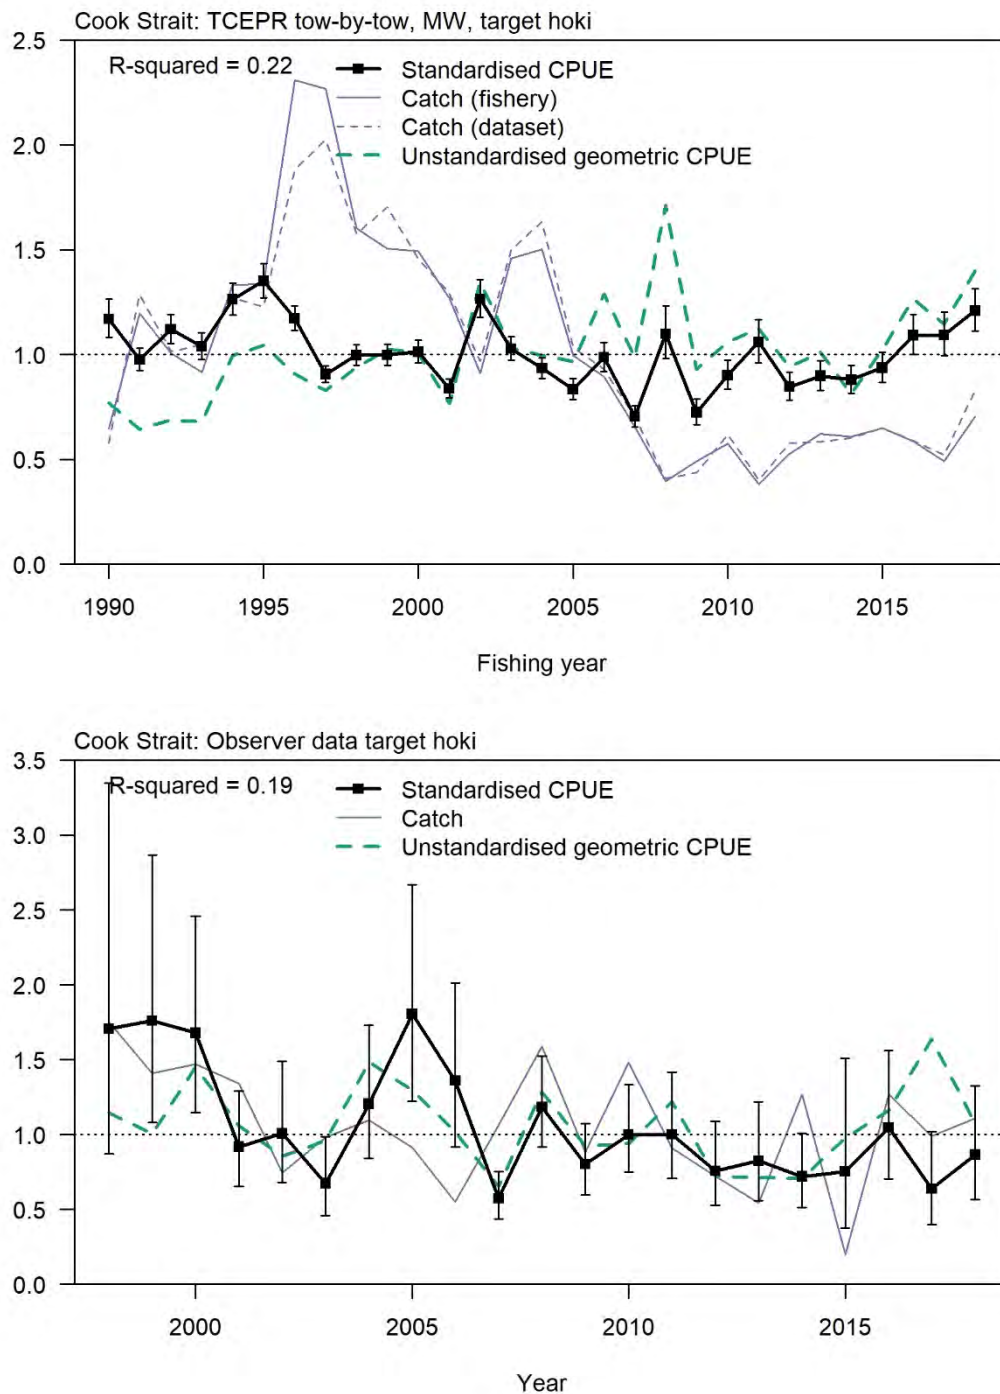 Cook Strait: TCEPR tow-by-tow, MW, target hoki
2.5
R-squared = 0.22
Standardised CPUE
Catch (fishery)
Catch (dataset)
Unstandardised geometric CPUE
2.0
1.5
1.0
0.5
0.0
1990 1995 2000 2005 2010 2015
Fishing year
Cook Strait: Observer data target hoki
3.5
R-squared = 0.19
Standardised CPUE
Catch
Unstandardised geometric CPUE
3.0
2.5
2.0
1.5
1.0
0.5
0.0
2000 2005 2010 2015
Year